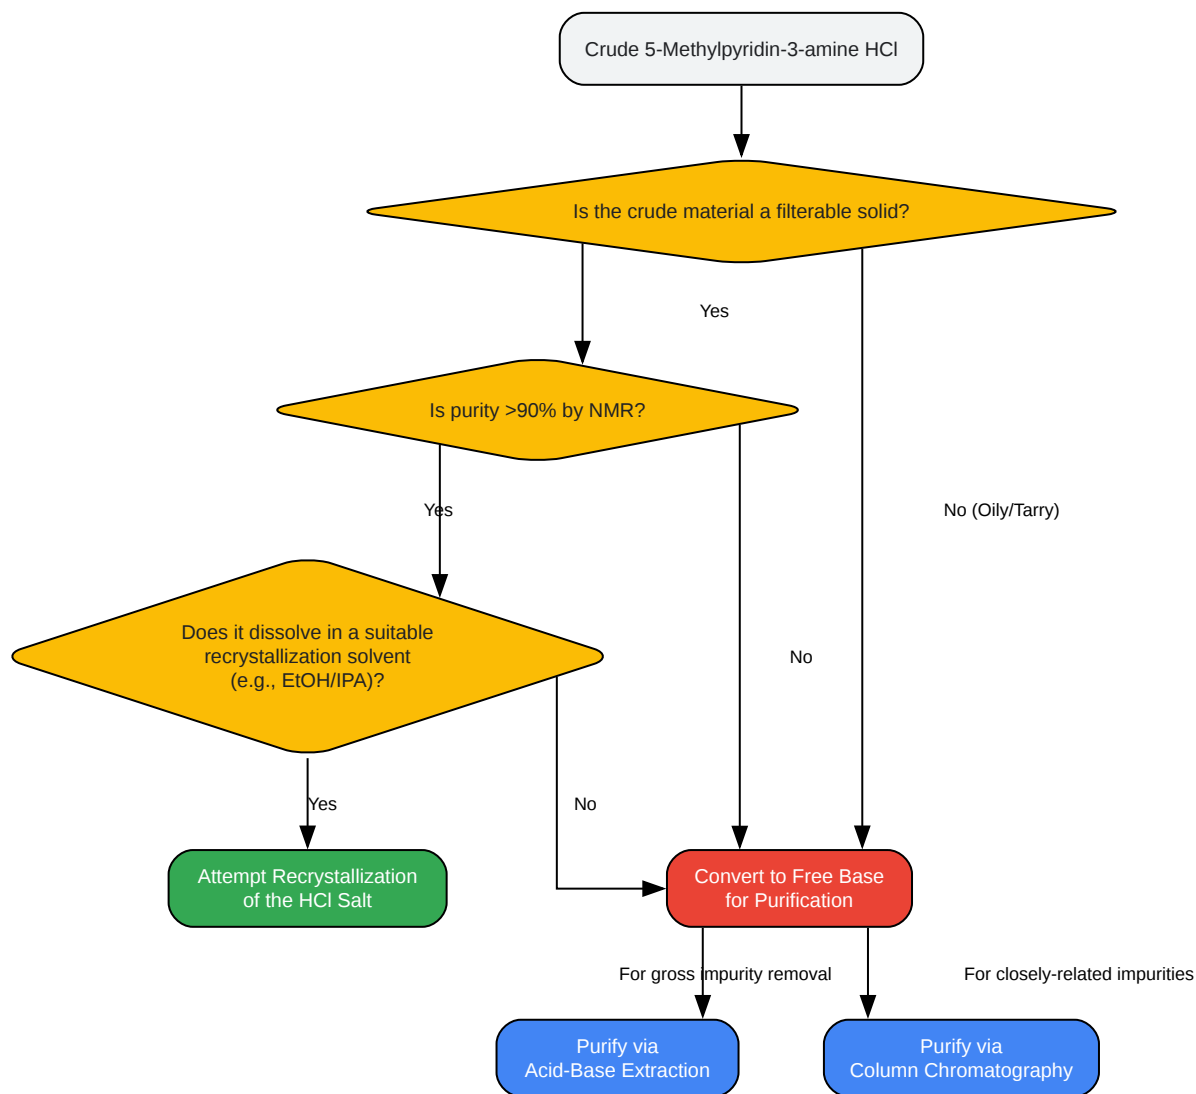 Crude 5-Methylpyridin-3-amine HCl
Is the crude material a filterable solid?
Yes
Is purity >90% by NMR?
Yes
No (Oily/Tarry)
Does it dissolve in a suitable
recrystallization solvent
(e.g., EtOH/IPA)?
No
Yes
No
Attempt Recrystallization
of the HCl Salt
Convert to Free Base
for Purification
For gross impurity removal
For closely-related impurities
Purify via
Acid-Base Extraction
Purify via
Column Chromatography